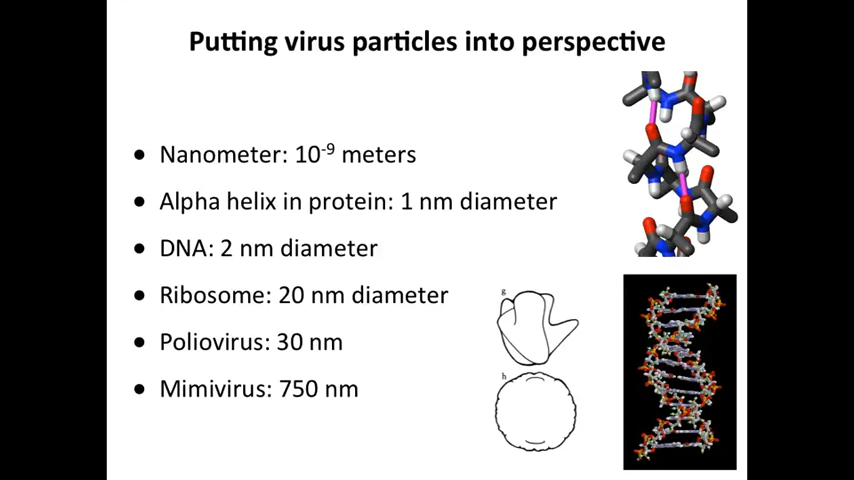 Putting virus particles into perspective
● Nanometer: 10⁻⁹ meters
● Alpha helix in protein: 1 nm diameter
● DNA: 2 nm diameter
● Ribosome: 20 nm diameter
● Poliovirus: 30 nm
● Mimivirus: 750 nm
g
h